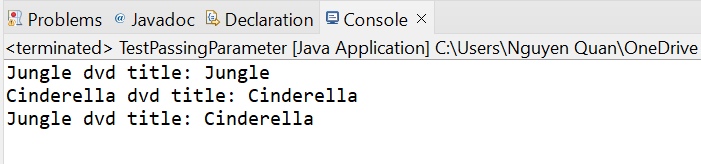 Problems @ Javadoc Declaration Console
<terminated> TestPassingParameter [Java Application] C:\Users\Nguyen Quan\OneDrive
Jungle dvd title: Jungle
Cinderella dvd title: Cinderella
Jungle dvd title: Cinderella